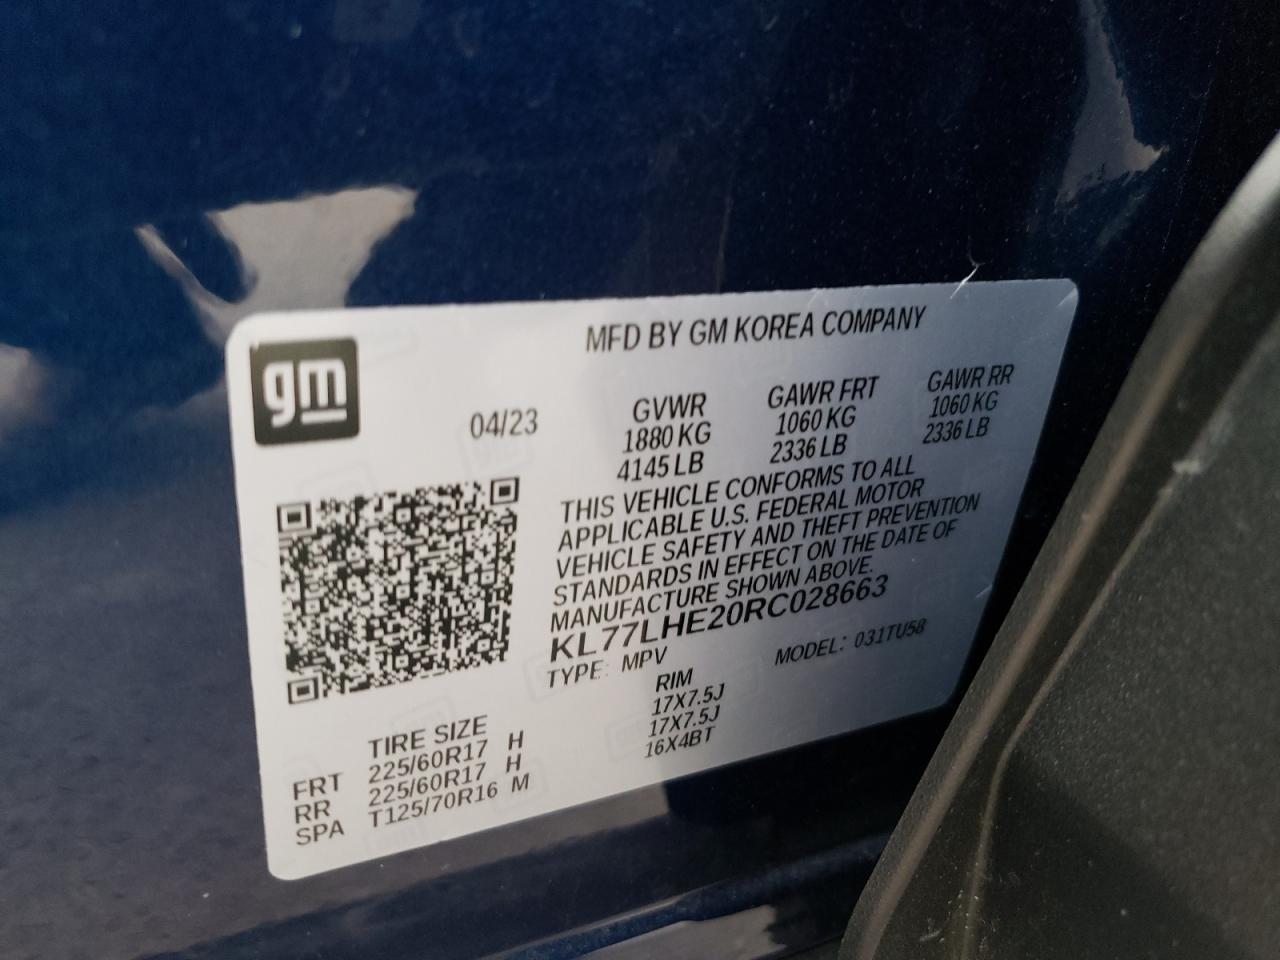 gm
MFD BY GM KOREA COMPANY
04/23
GVWR GAWR FRT GAWR RR
1880 KG 1060 KG 1060 KG
4145 LB 2336 LB 2336 LB
THIS VEHICLE CONFORMS TO ALL
APPLICABLE U.S. FEDERAL MOTOR
VEHICLE SAFETY AND THEFT PREVENTION
STANDARDS IN EFFECT ON THE DATE OF
MANUFACTURE SHOWN ABOVE.
KL77LHE20RC028663
TYPE: MPV MODEL: 031TU58
TIRE SIZE RIM
FRT 225/60R17 H 17X7.5J
RR 225/60R17 H 17X7.5J
SPA T125/70R16 M 16X4BT